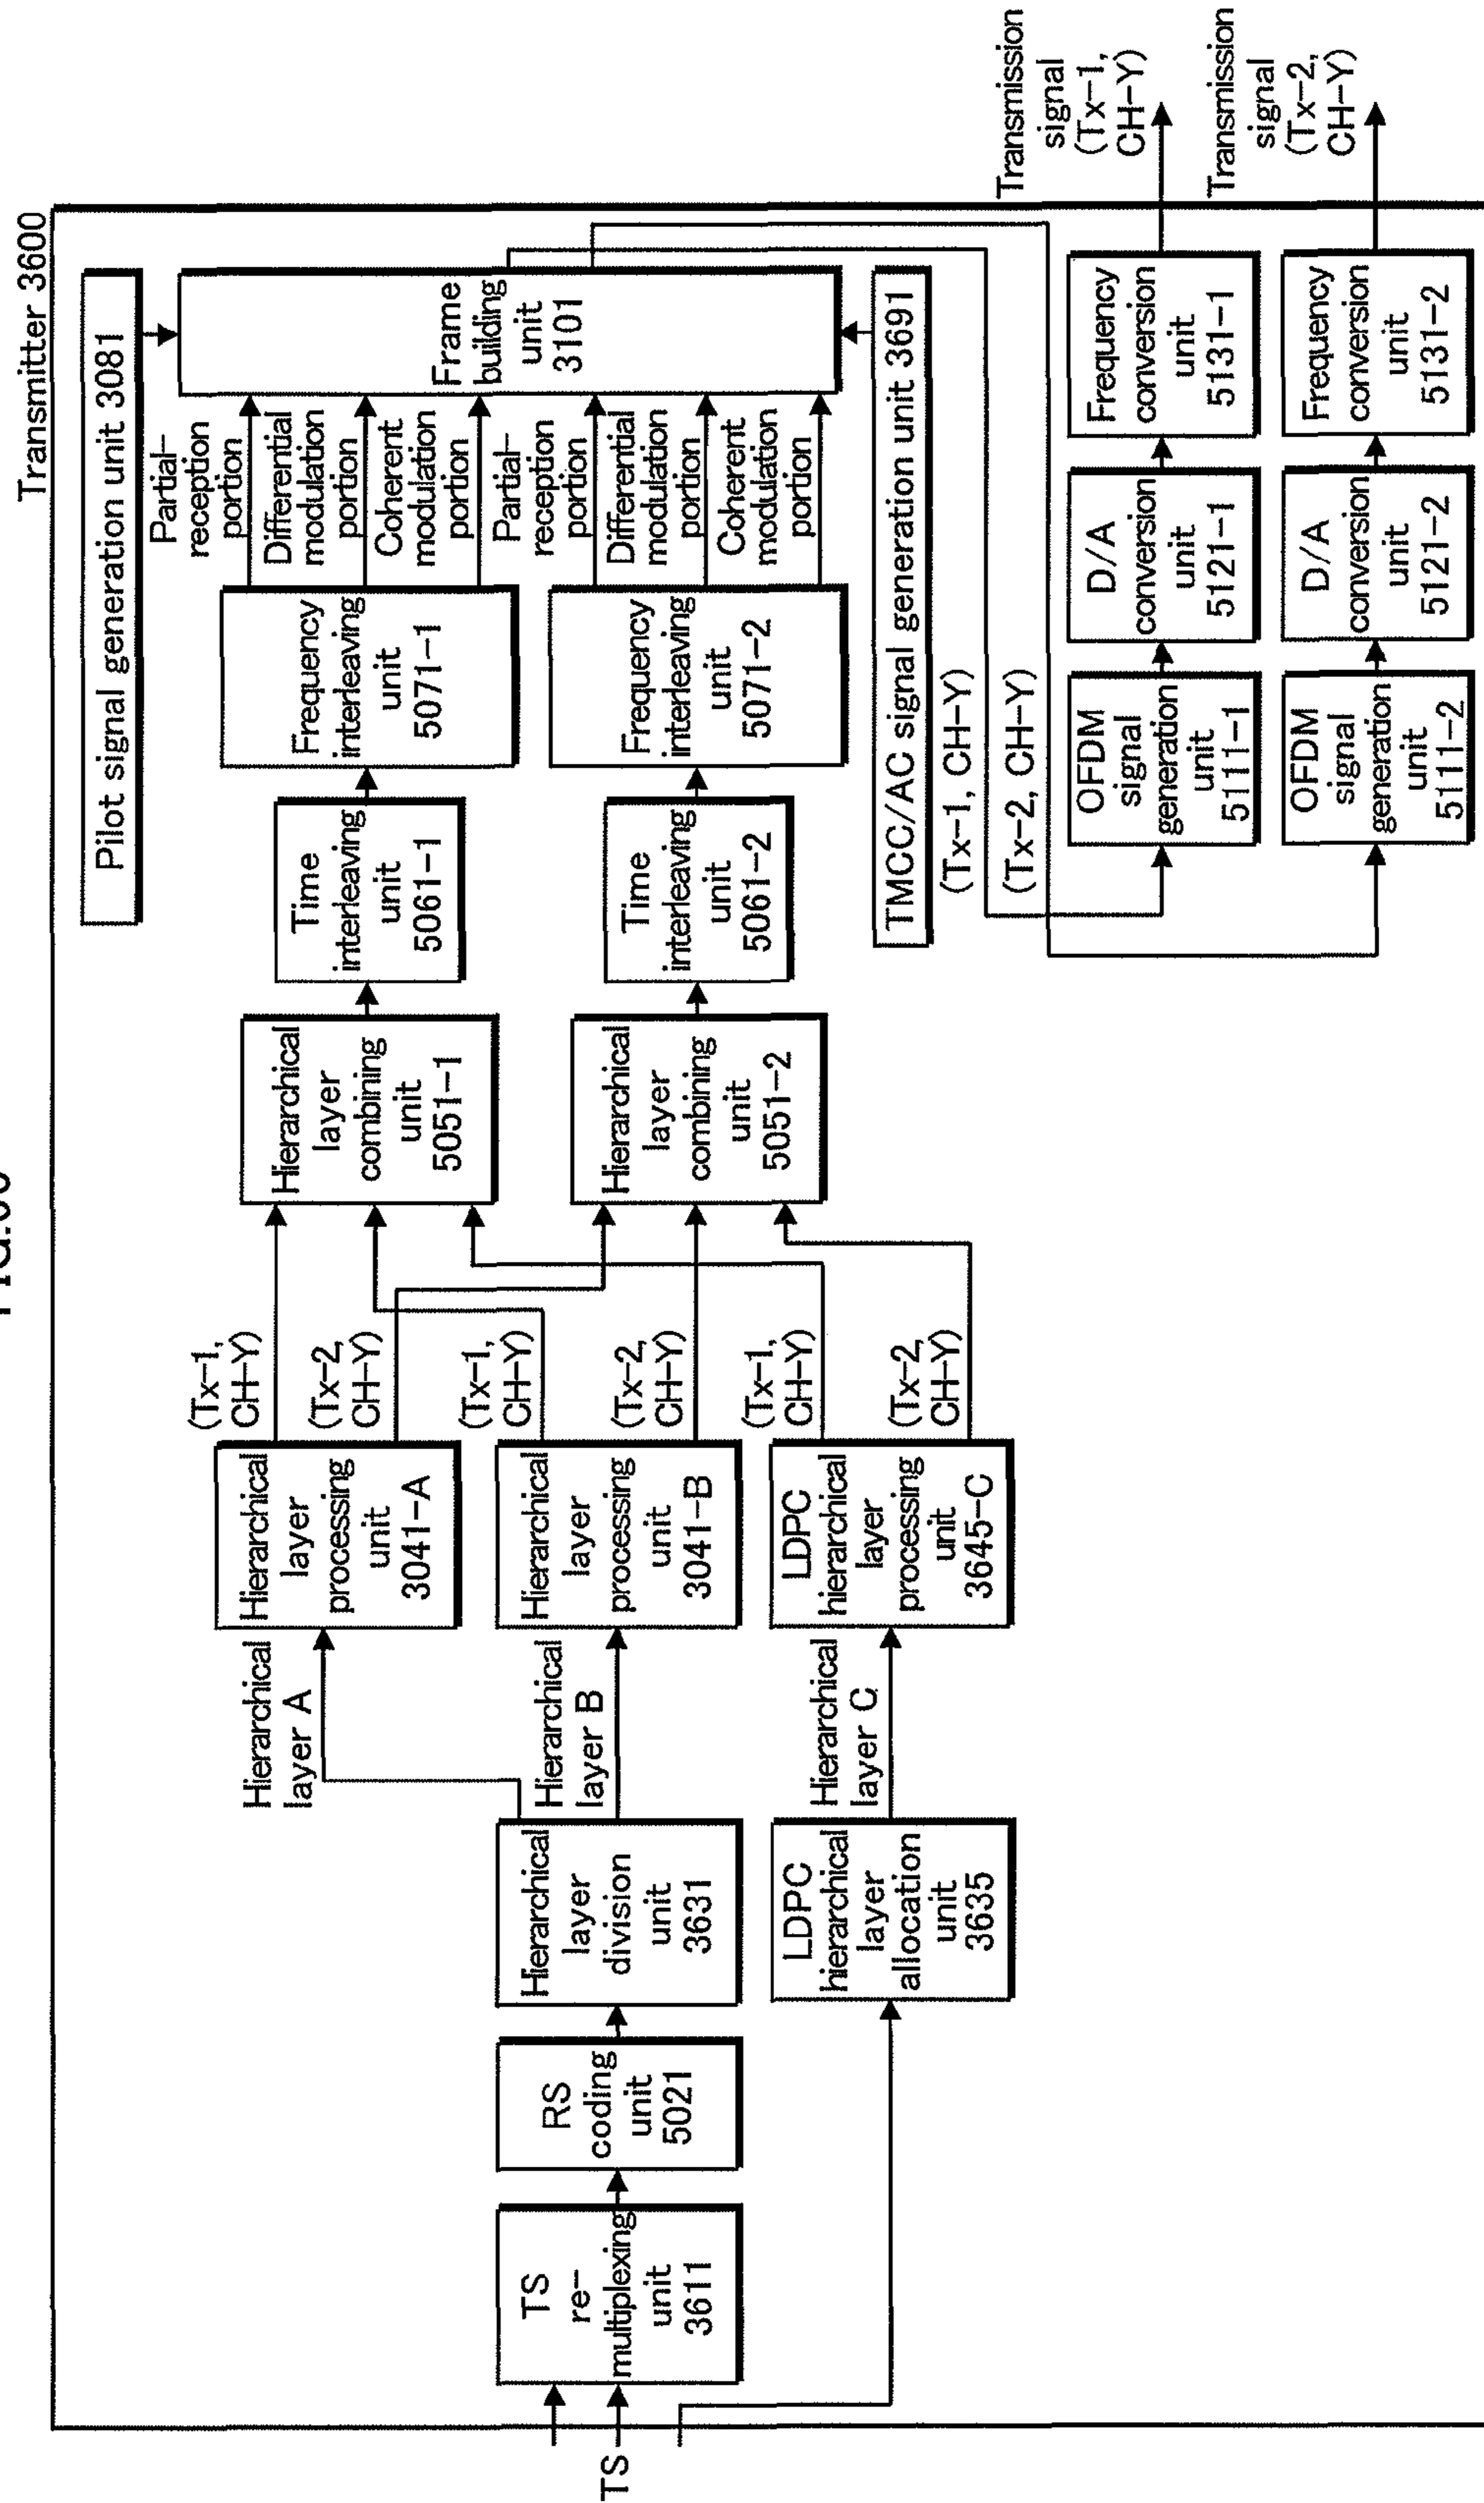 Transmitter 3600
Pilot signal generation unit 3081
TS
TS
re-
multiplexing
unit
3611
RS
coding
unit
5021
Hierarchical
layer
division
unit
3631
LDPC
hierarchical
layer
allocation
unit
3635
Hierarchical
layer A
Hierarchical
layer B
Hierarchical
layer C
Hierarchical
layer
processing
unit
3041-A
Hierarchical
layer
processing
unit
3041-B
LDPC
hierarchical
layer
processing
unit
3645-C
(Tx-1,
CH-Y)
(Tx-2,
CH-Y)
(Tx-1,
CH-Y)
(Tx-2,
CH-Y)
(Tx-1,
CH-Y)
(Tx-2,
CH-Y)
Hierarchical
layer
combining
unit
5051-1
Hierarchical
layer
combining
unit
5051-2
Time
interleaving
unit
5061-1
Time
interleaving
unit
5061-2
Frequency
interleaving
unit
5071-1
Frequency
interleaving
unit
5071-2
Partial-
reception
portion
Differential
modulation
portion
Coherent
modulation
portion
Partial-
reception
portion
Differential
modulation
portion
Coherent
modulation
portion
Frame
building
unit
3101
TMCC/AC signal generation unit 3691
(Tx-1, CH-Y)
(Tx-2, CH-Y)
OFDM
signal
generation
unit
5111-1
D/A
conversion
unit
5121-1
Frequency
conversion
unit
5131-1
Transmission
signal
(Tx-1,
CH-Y)
OFDM
signal
generation
unit
5111-2
D/A
conversion
unit
5121-2
Frequency
conversion
unit
5131-2
Transmission
signal
(Tx-2,
CH-Y)